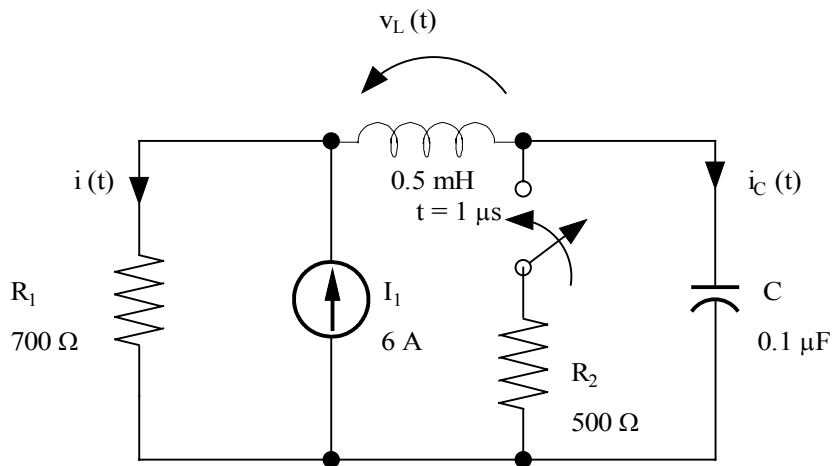 v_L (t)
i (t)
0.5 mH
t = 1 μs
i_C (t)
R_1
700 Ω
I_1
6 A
R_2
500 Ω
C
0.1 μF